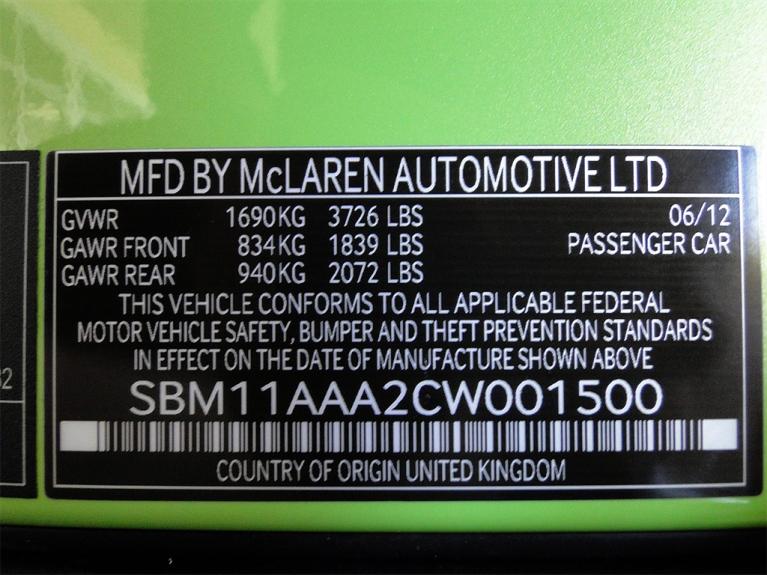 MFD BY McLAREN AUTOMOTIVE LTD
GVWR 1690KG 3726 LBS 06/12
GAWR FRONT 834KG 1839 LBS PASSENGER CAR
GAWR REAR 940KG 2072 LBS
THIS VEHICLE CONFORMS TO ALL APPLICABLE FEDERAL
MOTOR VEHICLE SAFETY, BUMPER AND THEFT PREVENTION STANDARDS
IN EFFECT ON THE DATE OF MANUFACTURE SHOWN ABOVE
SBM11AAA2CW001500
COUNTRY OF ORIGIN UNITED KINGDOM